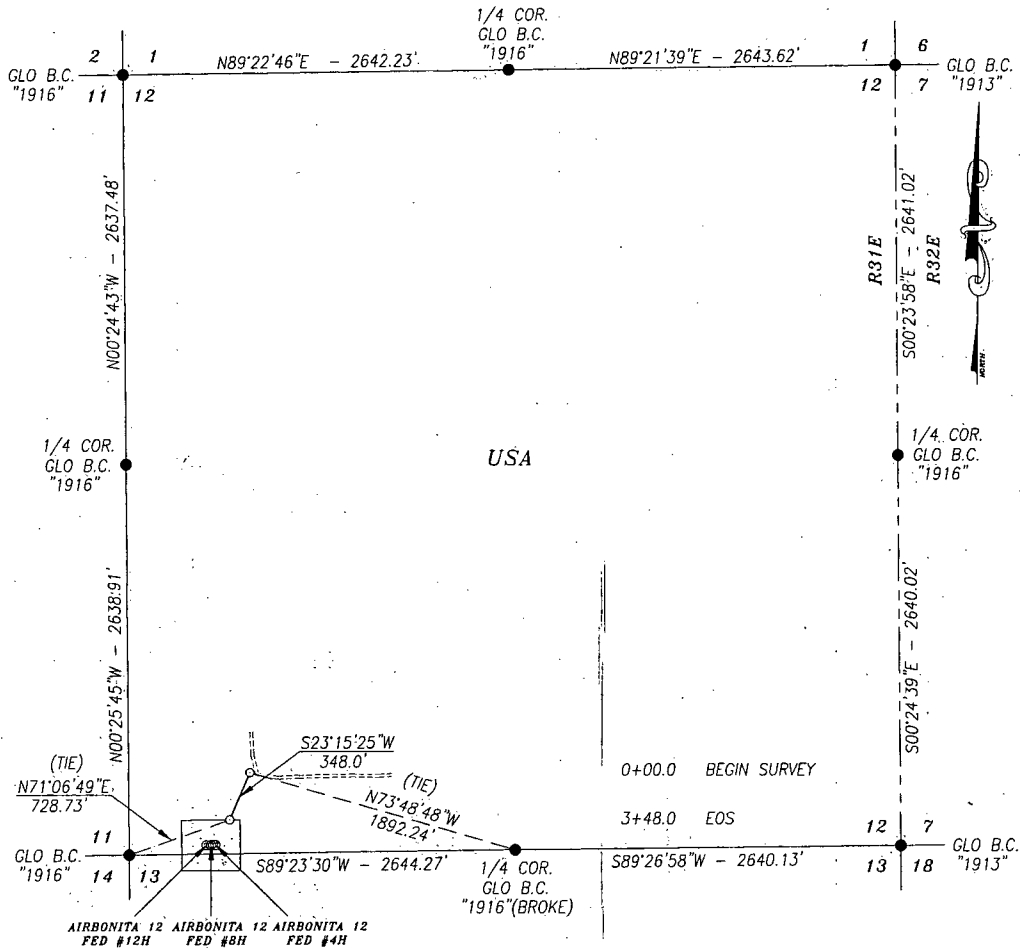 1/4 COR.
GLO B.C.
"1916"
2 1
N89°22'46"E - 2642.23'
N89°21'39"E - 2643.62'
1 6
GLO B.C.
"1916"
11 12
12 7
GLO B.C.
"1913"
N00°24'43"W - 2637.48'
R31E
R32E
S00°23'58"E - 2641.02'
NORTH
1/4 COR.
GLO B.C.
"1916"
USA
1/4 COR.
GLO B.C.
"1916"
N00°25'45"W - 2638.91'
S00°24'39"E - 2640.02'
(TIE)
N71°06'49"E
728.73'
S23°15'25"W
348.0'
(TIE)
N73°48'48"W
1892.24'
0+00.0 BEGIN SURVEY
3+48.0 EOS
11
12 7
GLO B.C.
"1916"
14 13
S89°23'30"W - 2644.27'
1/4 COR.
GLO B.C.
"1916"(BROKE)
S89°26'58"W - 2640.13'
13 18
GLO B.C.
"1913"
AIRBONITA 12 AIRBONITA 12 AIRBONITA 12
FED #12H FED #8H FED #4H